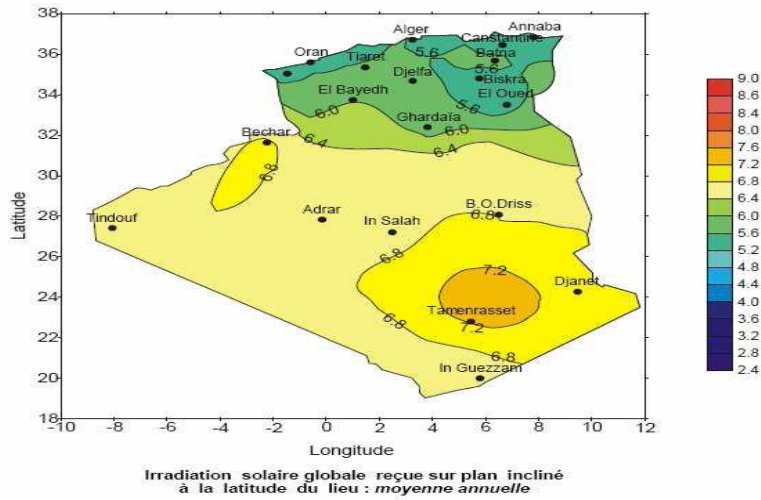 38
36
34
32
30
28
26
24
22
20
18
Latitude
Alger
Annaba
Canstantine
Oran
Tiaret
5.6
Batna
Djelfa
5.6
Biskra
El Bayedh
El Oued
5.6
6.0
Ghardaïa
6.0
Bechar
6.4
6.4
6.8
B.O.Driss
Adrar
6.8
Tindouf
In Salah
6.8
7.2
Djanet
Tamenrasset
6.8
7.2
6.8
In Guezzam
-10 -8 -6 -4 -2 0 2 4 6 8 10 12
Longitude
9.0
8.6
8.4
8.0
7.6
7.2
6.8
6.4
6.0
5.6
5.2
4.8
4.4
4.0
3.6
3.2
2.8
2.4
Irradiation solaire globale reçue sur plan incliné
à la latitude du lieu : moyenne annuelle